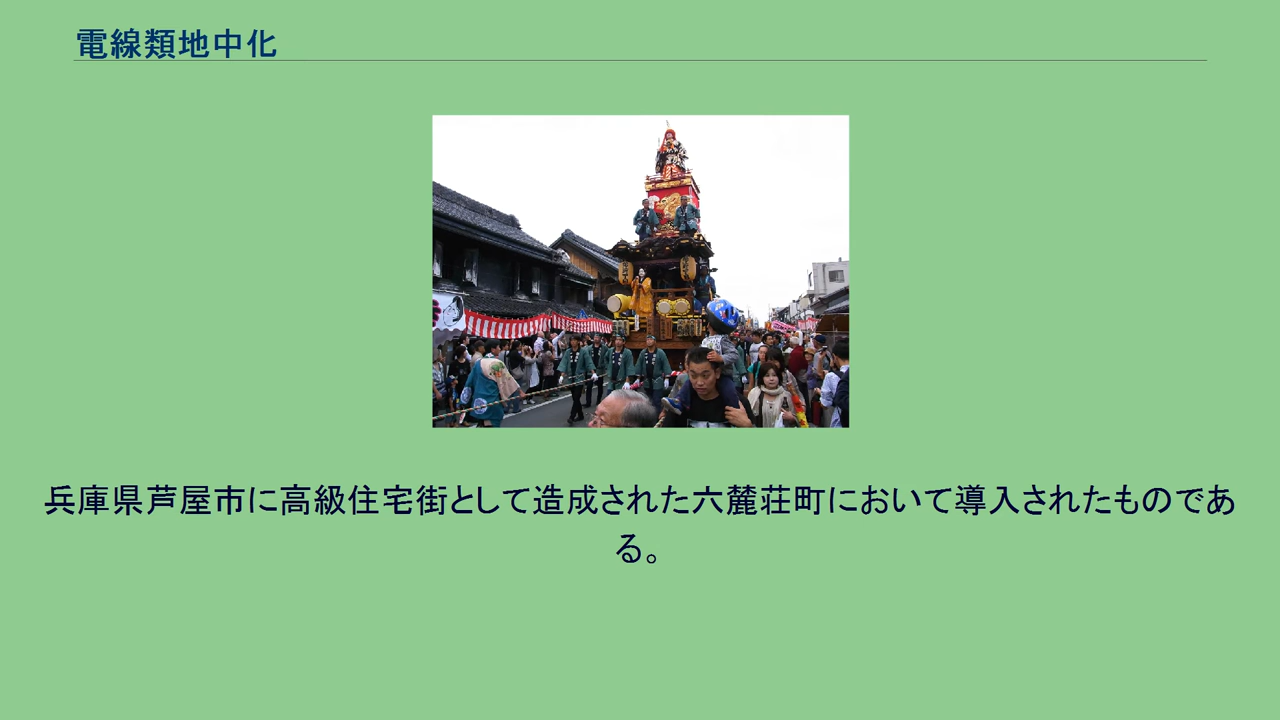 電線類地中化
兵庫県芦屋市に高級住宅街として造成された六麓荘町において導入されたものであ
る。